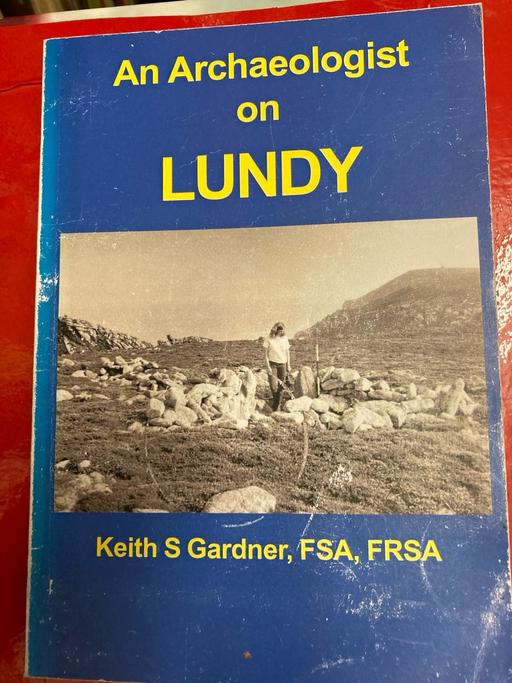 An Archaeologist
on
LUNDY
Keith S Gardner, FSA, FRSA